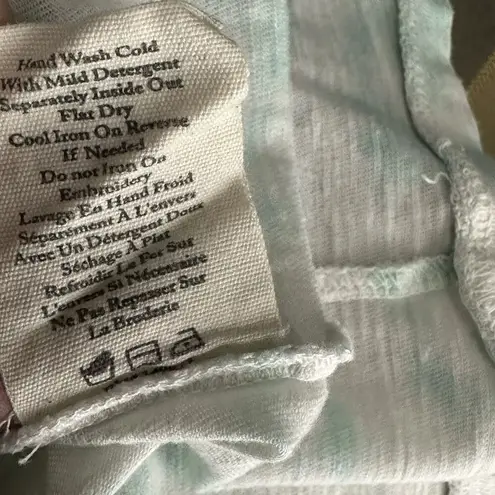 Hand Wash Cold
With Mild Detergent
Separately Inside Out
Flat Dry
Cool Iron On Reverse
If Needed
Do not Iron On
Embroidery
Lavage En Hand Froid
Séparément À L'envers
Avec Un Détergent Doux
Séchage À Plat
Refroidir Le Fer Sur
L'envers Si Nécessaire
Ne Pas Repasser Sur
La Broderie